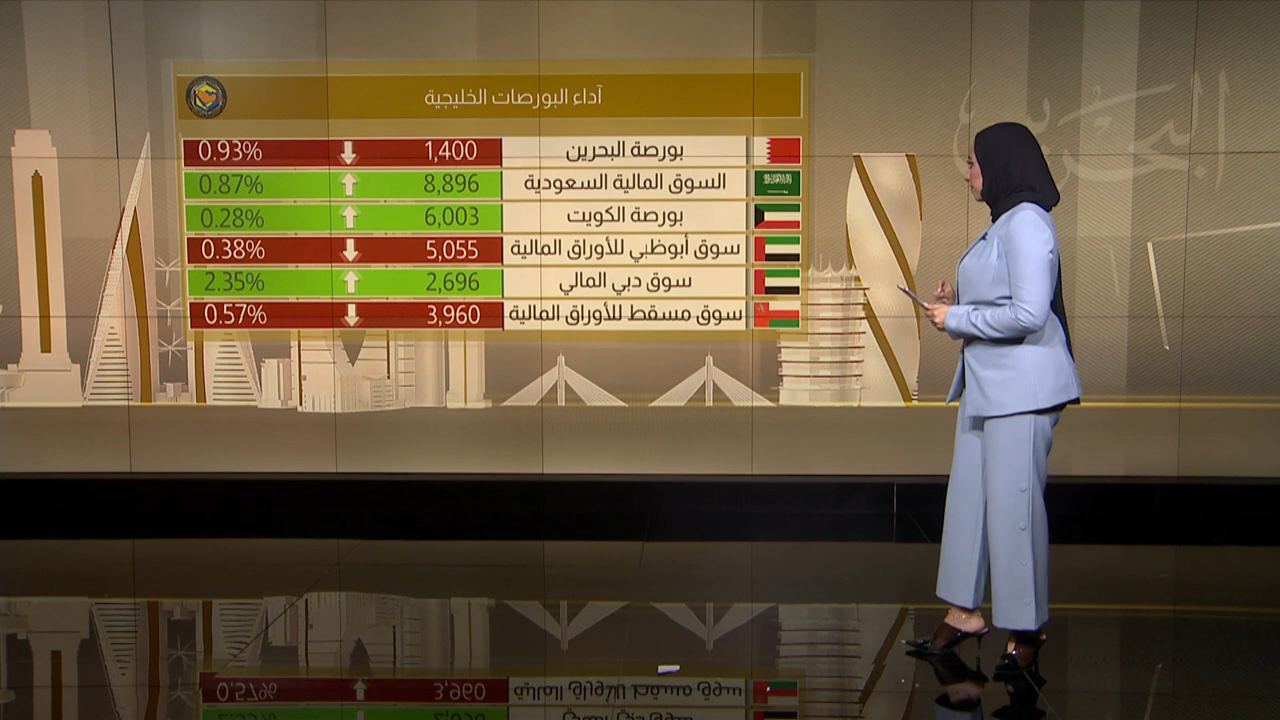 آداء البورصات الخليجية
بورصة البحرين 1,400 0.93%
السوق المالية السعودية 8,896 0.87%
بورصة الكويت 6,003 0.28%
سوق أبوظبي للأوراق المالية 5,055 0.38%
سوق دبي المالي 2,696 2.35%
سوق مسقط للأوراق المالية 3,960 0.57%
البحرين